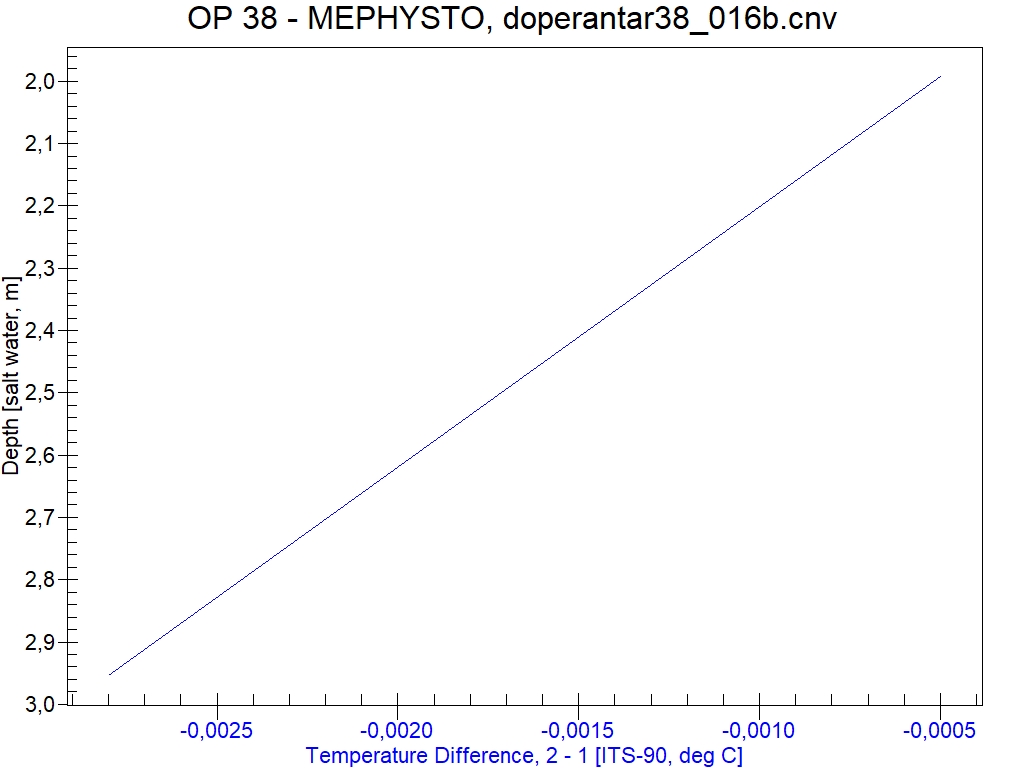 OP 38 - MEPHYSTO, doperantar38_016b.cnv
2,0
2,1
2,2
2,3
2,4
2,5
2,6
2,7
2,8
2,9
3,0
Depth [salt water, m]
-0,0025 -0,0020 -0,0015 -0,0010 -0,0005
Temperature Difference, 2 - 1 [ITS-90, deg C]